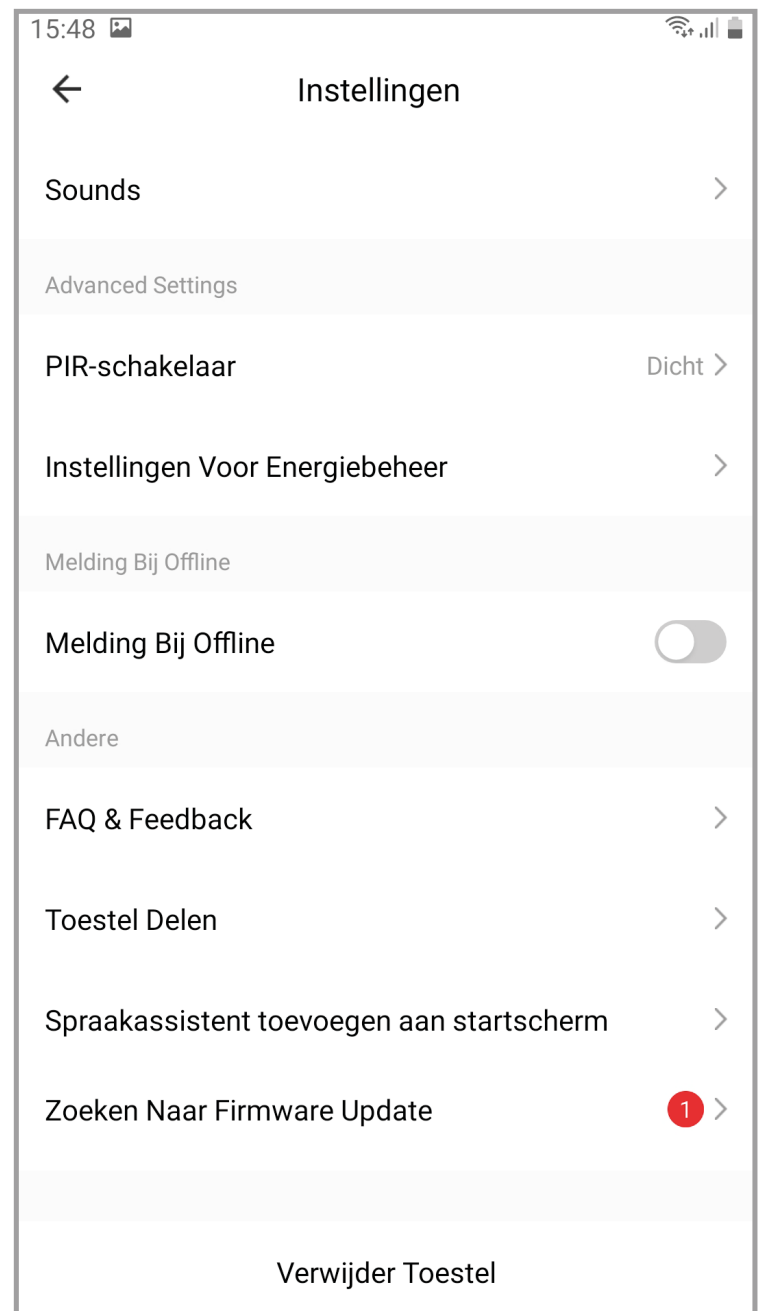 15:48
Instellingen
Sounds
Advanced Settings
PIR-schakelaar Dicht
Instellingen Voor Energiebeheer
Melding Bij Offline
Melding Bij Offline
Andere
FAQ & Feedback
Toestel Delen
Spraakassistent toevoegen aan startscherm
Zoeken Naar Firmware Update 1
Verwijder Toestel